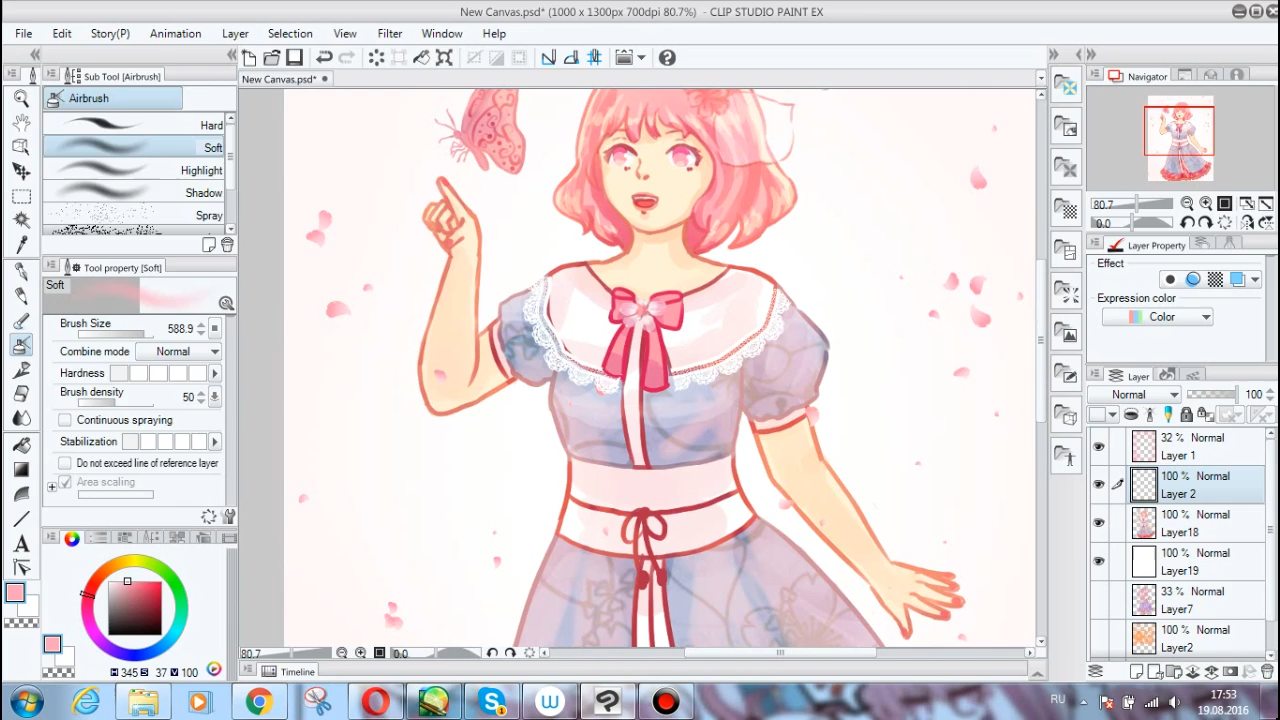 New Canvas.psd* (1000 x 1300px 700dpi 80.7%) - CLIP STUDIO PAINT EX
File Edit Story(P) Animation Layer Selection View Filter Window Help
Sub Tool [Airbrush]
Airbrush
Hard
Soft
Highlight
Shadow
Spray
Tool property [Soft]
Soft
Brush Size 588.9
Combine mode Normal
Hardness
Brush density 50
Continuous spraying
Stabilization
Do not exceed line of reference layer
Area scaling
H 345 S 37 V 100
New Canvas.psd*
80.7 0.0
Timeline
Navigator
80.7
0.0
Layer Property
Effect
Expression color
Color
Layer
Normal 100
32 % Normal
Layer 1
100 % Normal
Layer 2
100 % Normal
Layer18
100 % Normal
Layer19
33 % Normal
Layer7
100 % Normal
Layer2
RU
17:53
19.08.2016